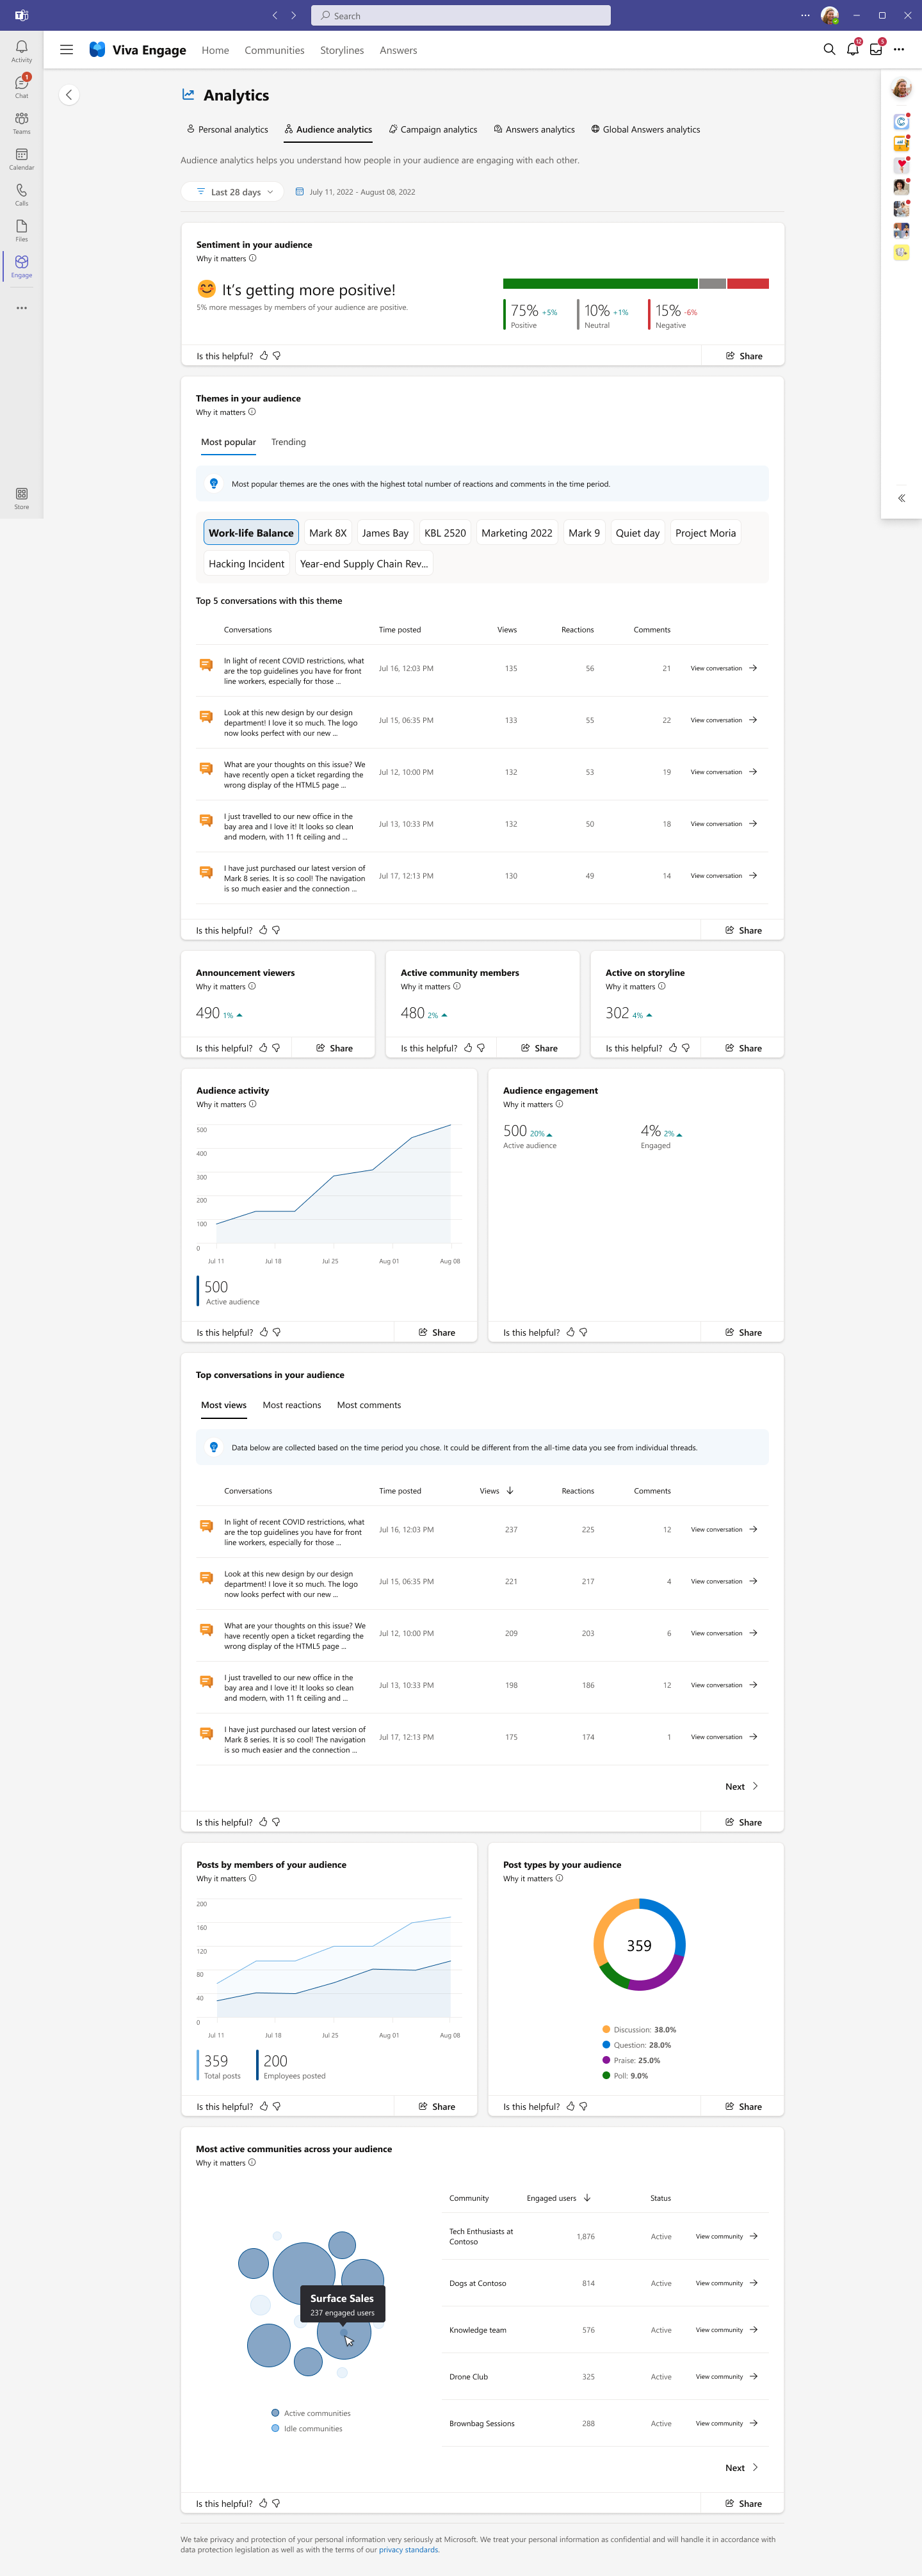 Search
Activity
1
Chat
Teams
Calendar
Calls
Files
Engage
Store
Viva Engage Home Communities Storylines Answers
12
5
Analytics
Personal analytics Audience analytics Campaign analytics Answers analytics Global Answers analytics
Audience analytics helps you understand how people in your audience are engaging with each other.
Last 28 days July 11, 2022 - August 08, 2022
Sentiment in your audience
Why it matters
It's getting more positive!
5% more messages by members of your audience are positive.
75% +5% 10% +1% 15% -6%
Positive Neutral Negative
Is this helpful? Share
Themes in your audience
Why it matters
Most popular Trending
Most popular themes are the ones with the highest total number of reactions and comments in the time period.
Work-life Balance Mark 8X James Bay KBL 2520 Marketing 2022 Mark 9 Quiet day Project Moria
Hacking Incident Year-end Supply Chain Rev...
Top 5 conversations with this theme
Conversations Time posted Views Reactions Comments
In light of recent COVID restrictions, what
are the top guidelines you have for front
line workers, especially for those ...
Jul 16, 12:03 PM 135 56 21 View conversation
Look at this new design by our design
department! I love it so much. The logo
now looks perfect with our new ...
Jul 15, 06:35 PM 133 55 22 View conversation
What are your thoughts on this issue? We
have recently open a ticket regarding the
wrong display of the HTML5 page ...
Jul 12, 10:00 PM 132 53 19 View conversation
I just travelled to our new office in the
bay area and I love it! It looks so clean
and modern, with 11 ft ceiling and ...
Jul 13, 10:33 PM 132 50 18 View conversation
I have just purchased our latest version of
Mark 8 series. It is so cool! The navigation
is so much easier and the connection ...
Jul 17, 12:13 PM 130 49 14 View conversation
Is this helpful? Share
Announcement viewers
Why it matters
490 1%
Is this helpful? Share
Active community members
Why it matters
480 2%
Is this helpful? Share
Active on storyline
Why it matters
302 4%
Is this helpful? Share
Audience activity
Why it matters
500
400
300
200
100
0
Jul 11 Jul 18 Jul 25 Aug 01 Aug 08
500
Active audience
Is this helpful? Share
Audience engagement
Why it matters
500 20% 4% 2%
Active audience Engaged
Is this helpful? Share
Top conversations in your audience
Most views Most reactions Most comments
Data below are collected based on the time period you chose. It could be different from the all-time data you see from individual threads.
Conversations Time posted Views Reactions Comments
In light of recent COVID restrictions, what
are the top guidelines you have for front
line workers, especially for those ...
Jul 16, 12:03 PM 237 225 12 View conversation
Look at this new design by our design
department! I love it so much. The logo
now looks perfect with our new ...
Jul 15, 06:35 PM 221 217 4 View conversation
What are your thoughts on this issue? We
have recently open a ticket regarding the
wrong display of the HTML5 page ...
Jul 12, 10:00 PM 209 203 6 View conversation
I just travelled to our new office in the
bay area and I love it! It looks so clean
and modern, with 11 ft ceiling and ...
Jul 13, 10:33 PM 198 186 12 View conversation
I have just purchased our latest version of
Mark 8 series. It is so cool! The navigation
is so much easier and the connection ...
Jul 17, 12:13 PM 175 174 1 View conversation
Next
Is this helpful? Share
Posts by members of your audience
Why it matters
200
160
120
80
40
0
Jul 11 Jul 18 Jul 25 Aug 01 Aug 08
359 200
Total posts Employees posted
Is this helpful? Share
Post types by your audience
Why it matters
359
Discussion: 38.0%
Question: 28.0%
Praise: 25.0%
Poll: 9.0%
Is this helpful? Share
Most active communities across your audience
Why it matters
Surface Sales
237 engaged users
Active communities
Idle communities
Community Engaged users Status
Tech Enthusiasts at
Contoso
1,876 Active View community
Dogs at Contoso 814 Active View community
Knowledge team 576 Active View community
Drone Club 325 Active View community
Brownbag Sessions 288 Active View community
Next
Is this helpful? Share
We take privacy and protection of your personal information very seriously at Microsoft. We treat your personal information as confidential and will handle it in accordance with
data protection legislation as well as with the terms of our privacy standards.